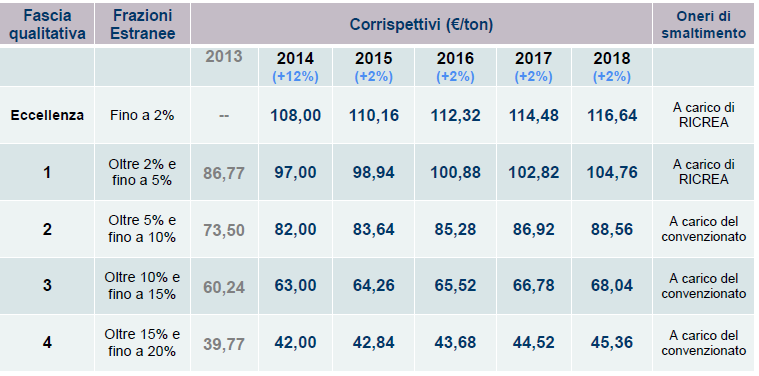 Fascia qualitativa Frazioni Estranee Corrispettivi (€/ton) Oneri di smaltimento
2013 2014 (+12%) 2015 (+2%) 2016 (+2%) 2017 (+2%) 2018 (+2%)
Eccellenza Fino a 2% -- 108,00 110,16 112,32 114,48 116,64 A carico di RICREA
1 Oltre 2% e fino a 5% 86,77 97,00 98,94 100,88 102,82 104,76 A carico di RICREA
2 Oltre 5% e fino a 10% 73,50 82,00 83,64 85,28 86,92 88,56 A carico del convenzionato
3 Oltre 10% e fino a 15% 60,24 63,00 64,26 65,52 66,78 68,04 A carico del convenzionato
4 Oltre 15% e fino a 20% 39,77 42,00 42,84 43,68 44,52 45,36 A carico del convenzionato